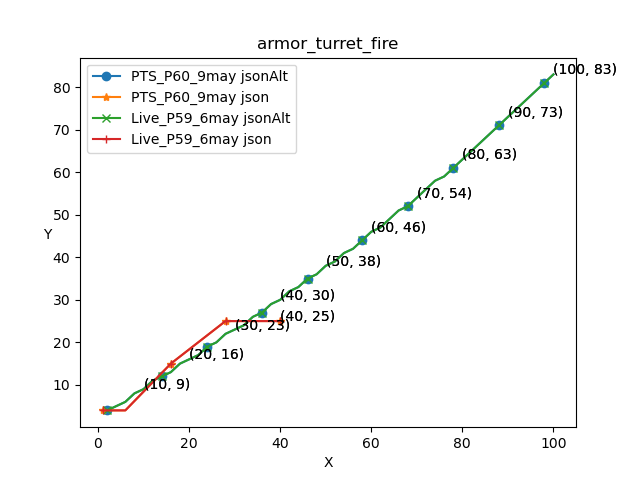 armor_turret_fire
PTS_P60_9may jsonAlt
PTS_P60_9may json
Live_P59_6may jsonAlt
Live_P59_6may json
(100, 83)
(90, 73)
(80, 63)
(70, 54)
(60, 46)
(50, 38)
(40, 30)
(40, 25)
(30, 23)
(20, 16)
(10, 9)
80
70
60
50
40
30
20
10
Y
0 20 40 60 80 100
X